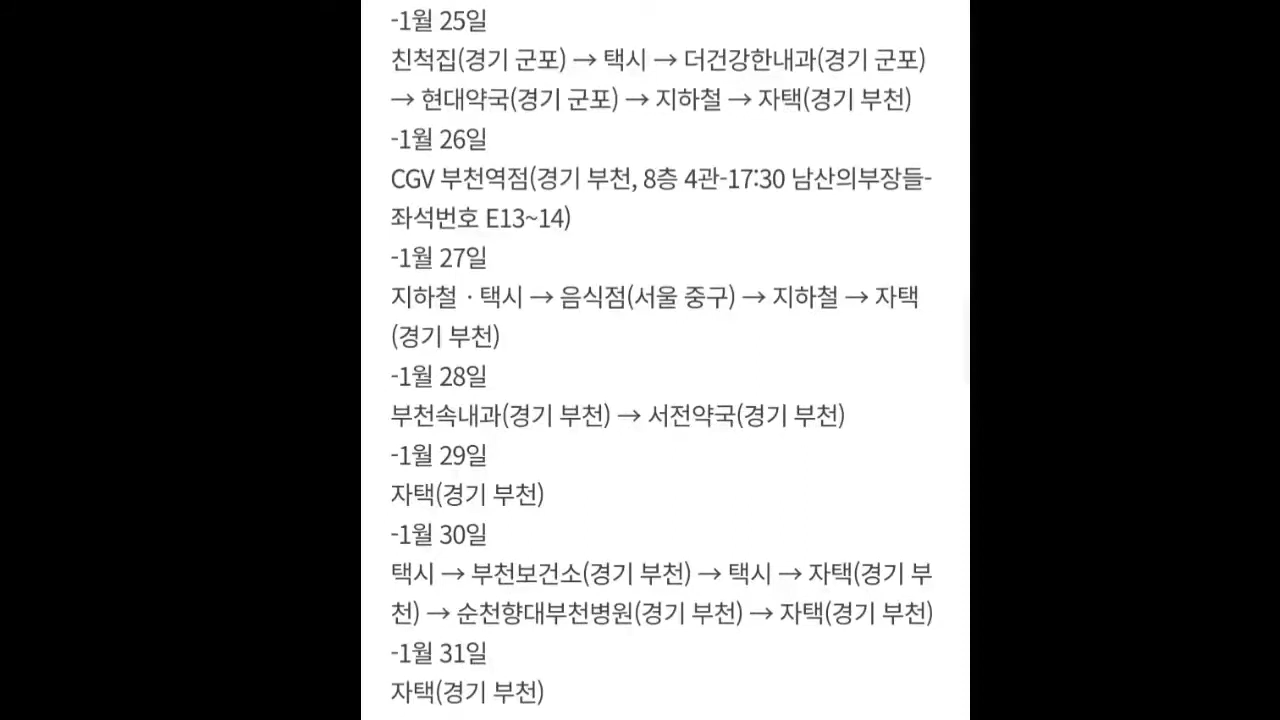 -1월 25일
친척집(경기 군포) → 택시 → 더건강한내과(경기 군포)
→ 현대약국(경기 군포) → 지하철 → 자택(경기 부천)
-1월 26일
CGV 부천역점(경기 부천, 8층 4관-17:30 남산의부장들-
좌석번호 E13~14)
-1월 27일
지하철 · 택시 → 음식점(서울 중구) → 지하철 → 자택
(경기 부천)
-1월 28일
부천속내과(경기 부천) → 서전약국(경기 부천)
-1월 29일
자택(경기 부천)
-1월 30일
택시 → 부천보건소(경기 부천) → 택시 → 자택(경기 부
천) → 순천향대부천병원(경기 부천) → 자택(경기 부천)
-1월 31일
자택(경기 부천)